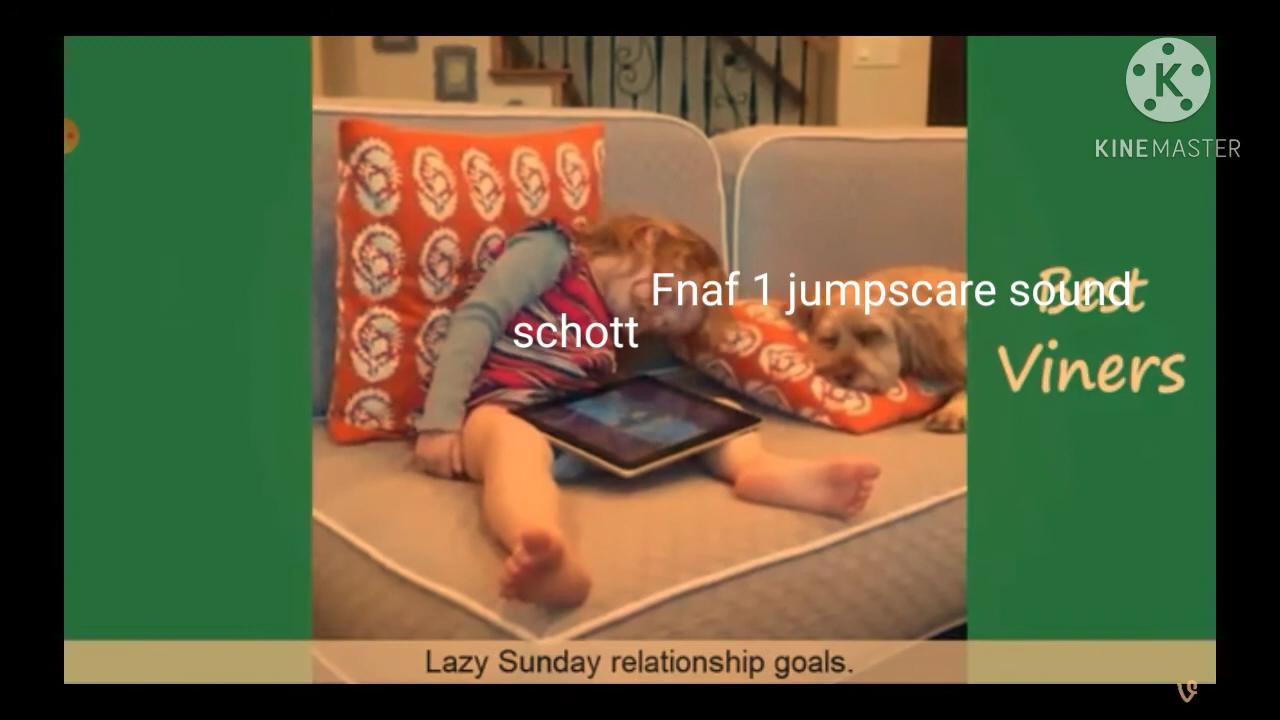 KINEMASTER
Fnaf 1 jumpscare sound
schott
Best
Viners
Lazy Sunday relationship goals.